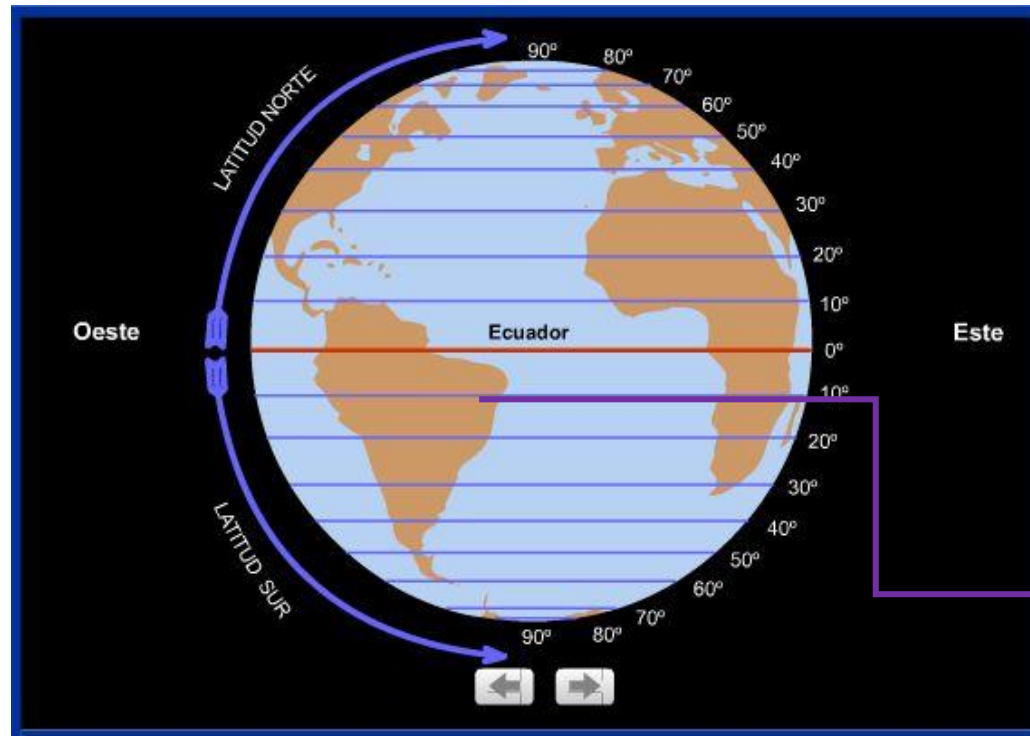 90º
80º
70º
60º
50º
40º
30º
20º
10º
LATITUD NORTE
Oeste
Ecuador
Este
0º
10º
20º
30º
40º
50º
60º
70º
80º
90º
LATITUD SUR